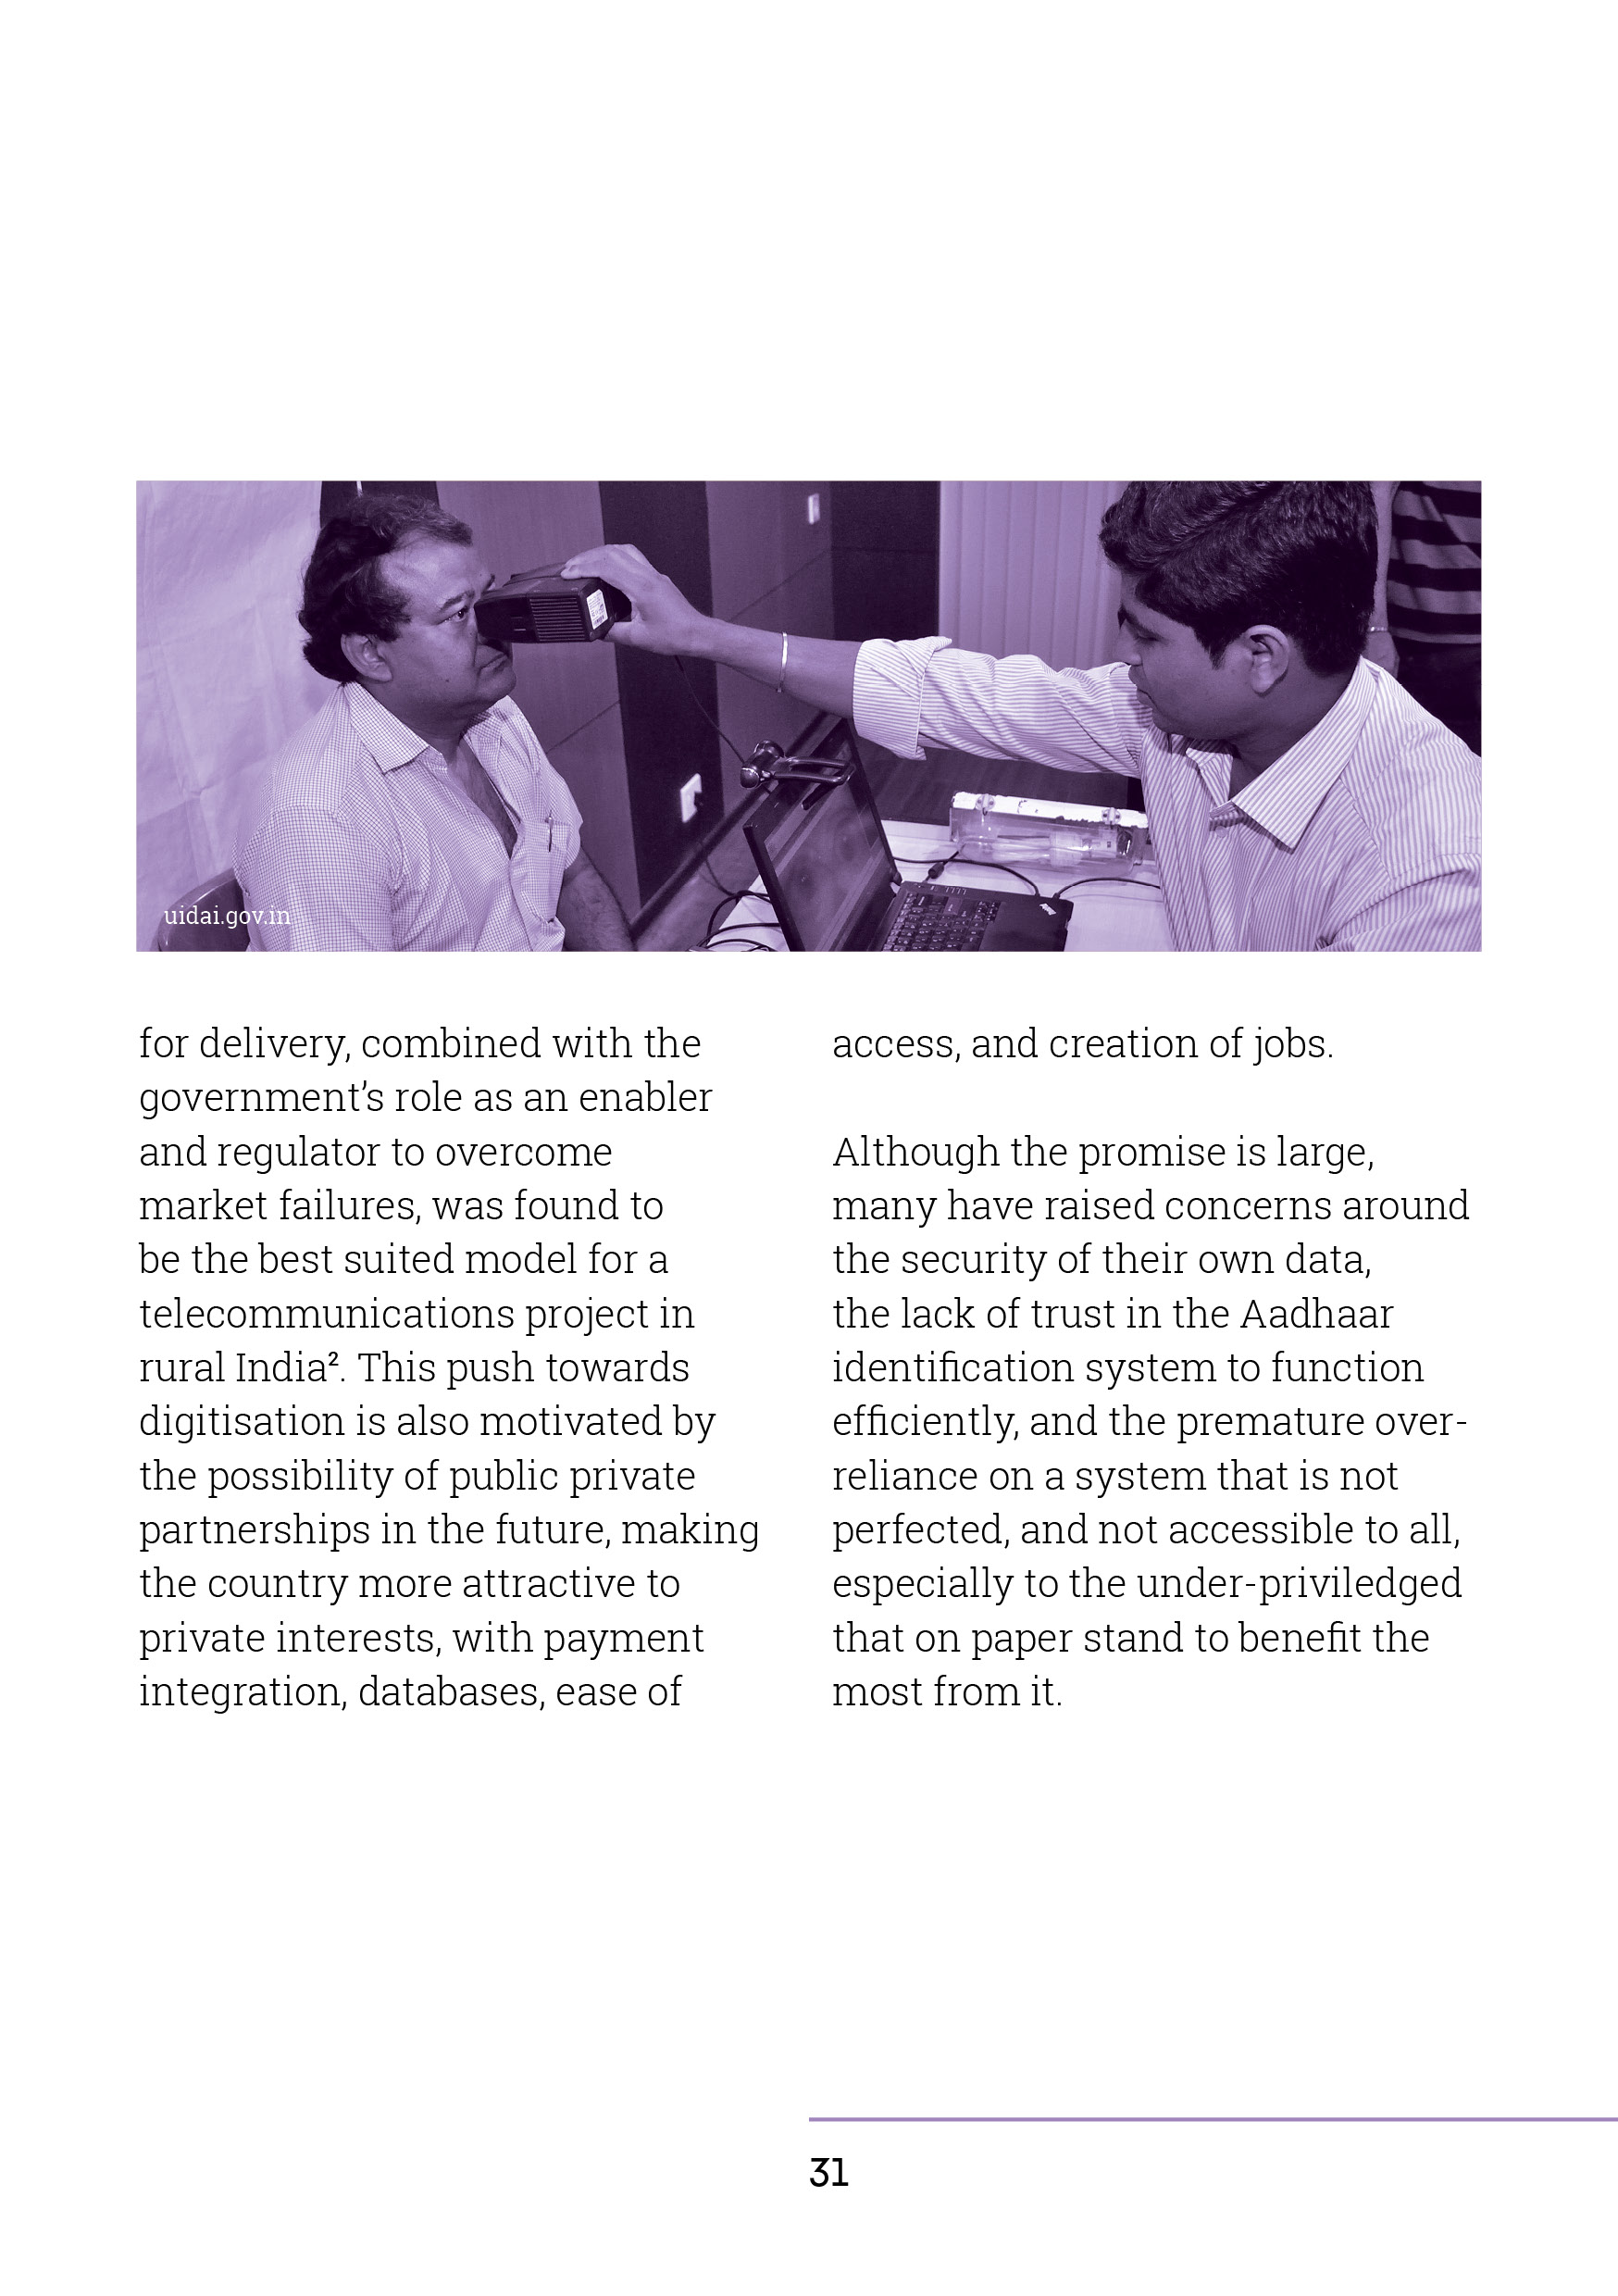 uidai.gov.in
for delivery, combined with the
government’s role as an enabler
and regulator to overcome
market failures, was found to
be the best suited model for a
telecommunications project in
rural India². This push towards
digitisation is also motivated by
the possibility of public private
partnerships in the future, making
the country more attractive to
private interests, with payment
integration, databases, ease of
access, and creation of jobs.
Although the promise is large,
many have raised concerns around
the security of their own data,
the lack of trust in the Aadhaar
identification system to function
efficiently, and the premature over-
reliance on a system that is not
perfected, and not accessible to all,
especially to the under-priviledged
that on paper stand to benefit the
most from it.
31